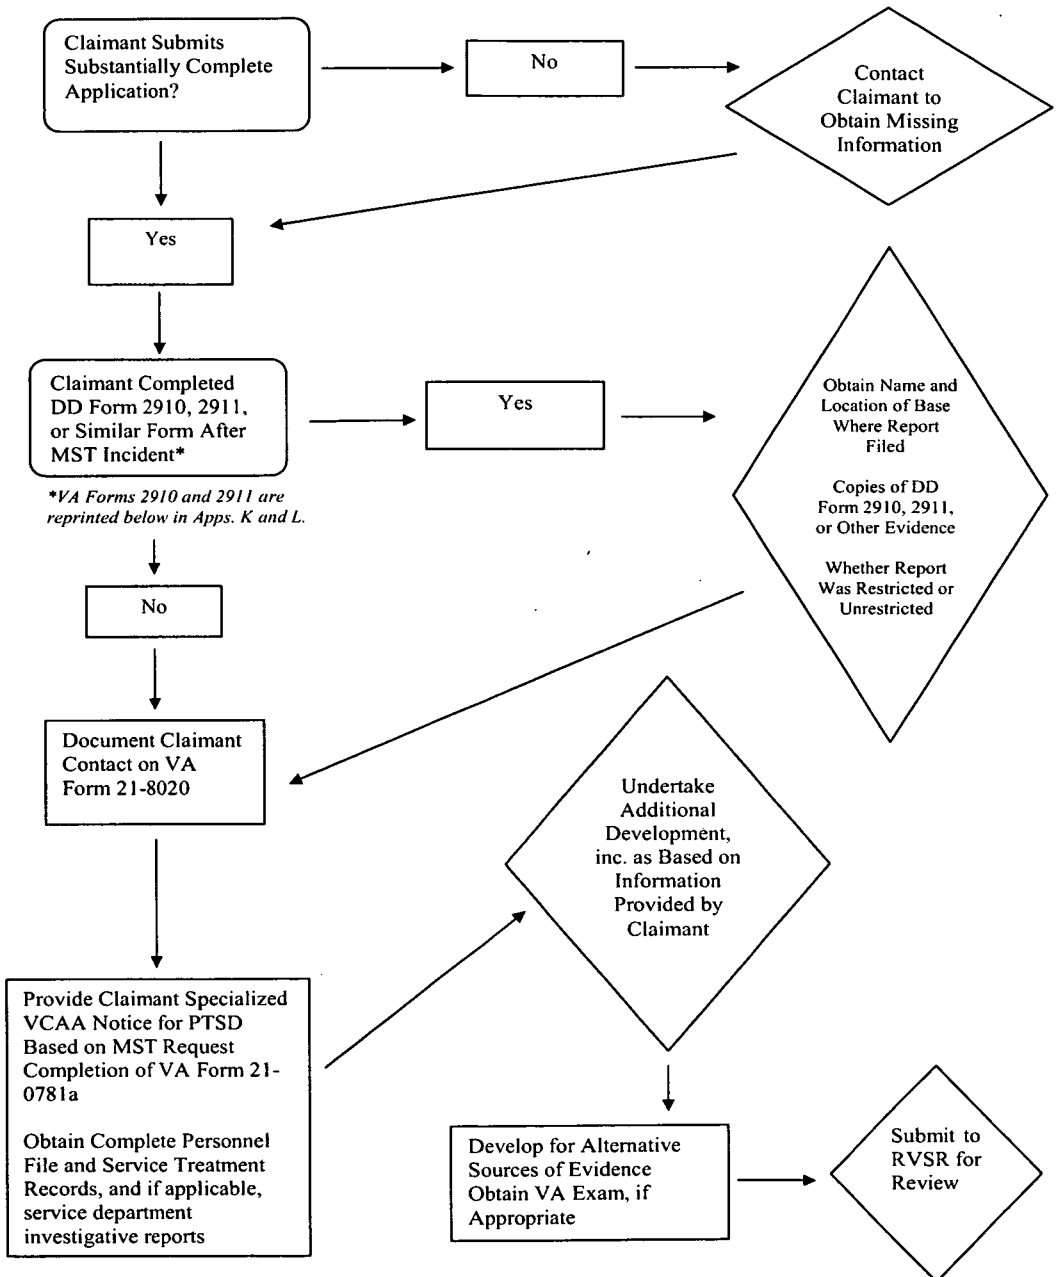 Claimant Submits
Substantially Complete
Application?
No
Contact
Claimant to
Obtain Missing
Information
Yes
Claimant Completed
DD Form 2910, 2911,
or Similar Form After
MST Incident*
Yes
Obtain Name and
Location of Base
Where Report
Filed
Copies of DD
Form 2910, 2911,
or Other Evidence
Whether Report
Was Restricted or
Unrestricted
*VA Forms 2910 and 2911 are
reprinted below in Apps. K and L.
No
Document Claimant
Contact on VA
Form 21-8020
Undertake
Additional
Development,
inc. as Based on
Information
Provided by
Claimant
Provide Claimant Specialized
VCAA Notice for PTSD
Based on MST Request
Completion of VA Form 21-
0781a
Obtain Complete Personnel
File and Service Treatment
Records, and if applicable,
service department
investigative reports
Develop for Alternative
Sources of Evidence
Obtain VA Exam, if
Appropriate
Submit to
RVSR for
Review